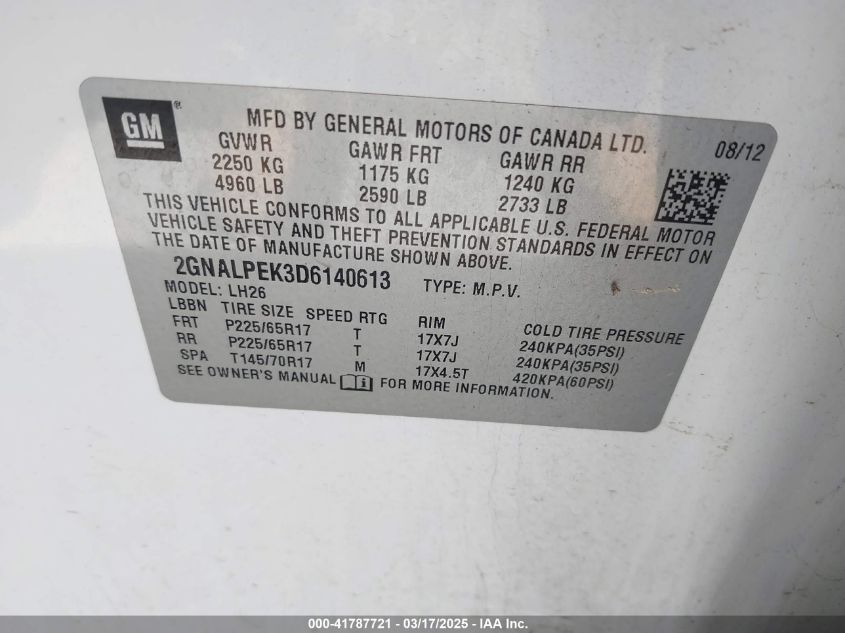 GM®
MFD BY GENERAL MOTORS OF CANADA LTD. 08/12
GVWR GAWR FRT GAWR RR
2250 KG 1175 KG 1240 KG
4960 LB 2590 LB 2733 LB
THIS VEHICLE CONFORMS TO ALL APPLICABLE U.S. FEDERAL MOTOR
VEHICLE SAFETY AND THEFT PREVENTION STANDARDS IN EFFECT ON
THE DATE OF MANUFACTURE SHOWN ABOVE.
2GNALPEK3D6140613 TYPE: M.P.V.
MODEL: LH26
LBBN TIRE SIZE SPEED RTG RIM COLD TIRE PRESSURE
FRT P225/65R17 T 17X7J 240KPA(35PSI)
RR P225/65R17 T 17X7J 240KPA(35PSI)
SPA T145/70R17 M 17X4.5T 420KPA(60PSI)
SEE OWNER'S MANUAL FOR MORE INFORMATION.
000-41787721 - 03/17/2025 - IAA Inc.